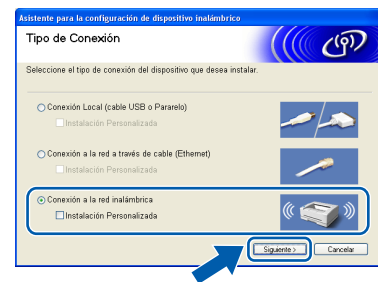 Asistente para la configuración de dispositivo inalámbrico
Tipo de Conexión
Seleccione el tipo de conexión del dispositivo que desea instalar.
Conexión Local (cable USB o Pararelo)
Instalación Personalizada
Conexión a la red a través de cable (Ethernet)
Instalación Personalizada
Conexión a la red inalámbrica
Instalación Personalizada
Siguiente > Cancelar